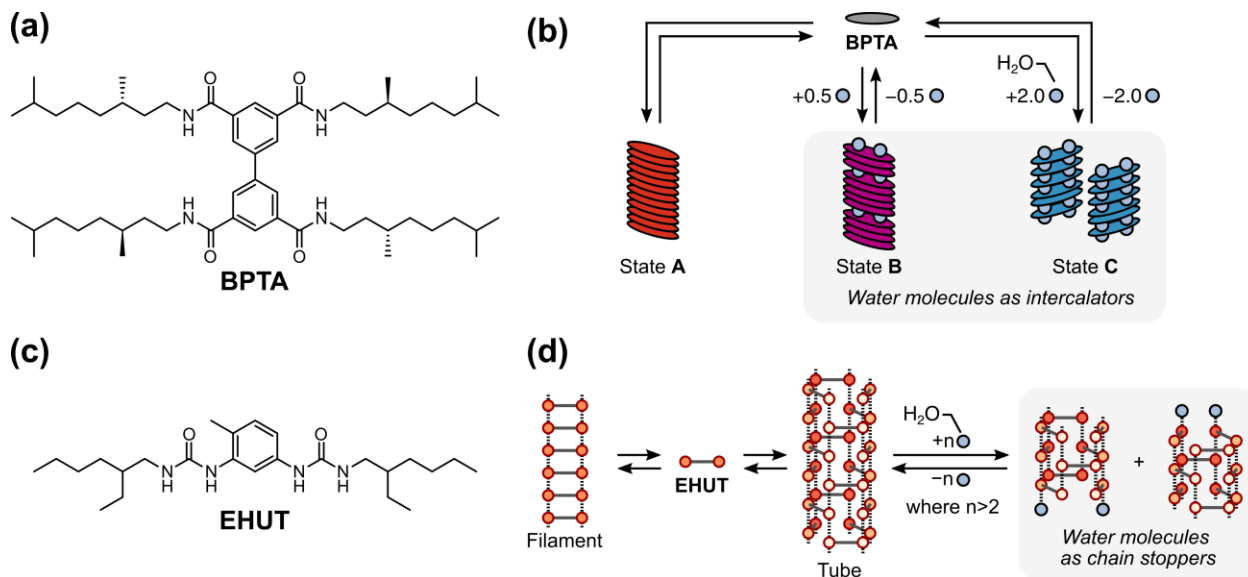 (a)
O
O
N
H
N
H
N
H
N
H
O
O
BPTA
(b)
BPTA
H₂O
+0.5
−0.5
+2.0
−2.0
State A
State B
State C
Water molecules as intercalators
(c)
O
O
N
H
N
H
N
H
N
H
EHUT
(d)
Filament
EHUT
Tube
H₂O
+n
−n
where n>2
+
Water molecules
as chain stoppers